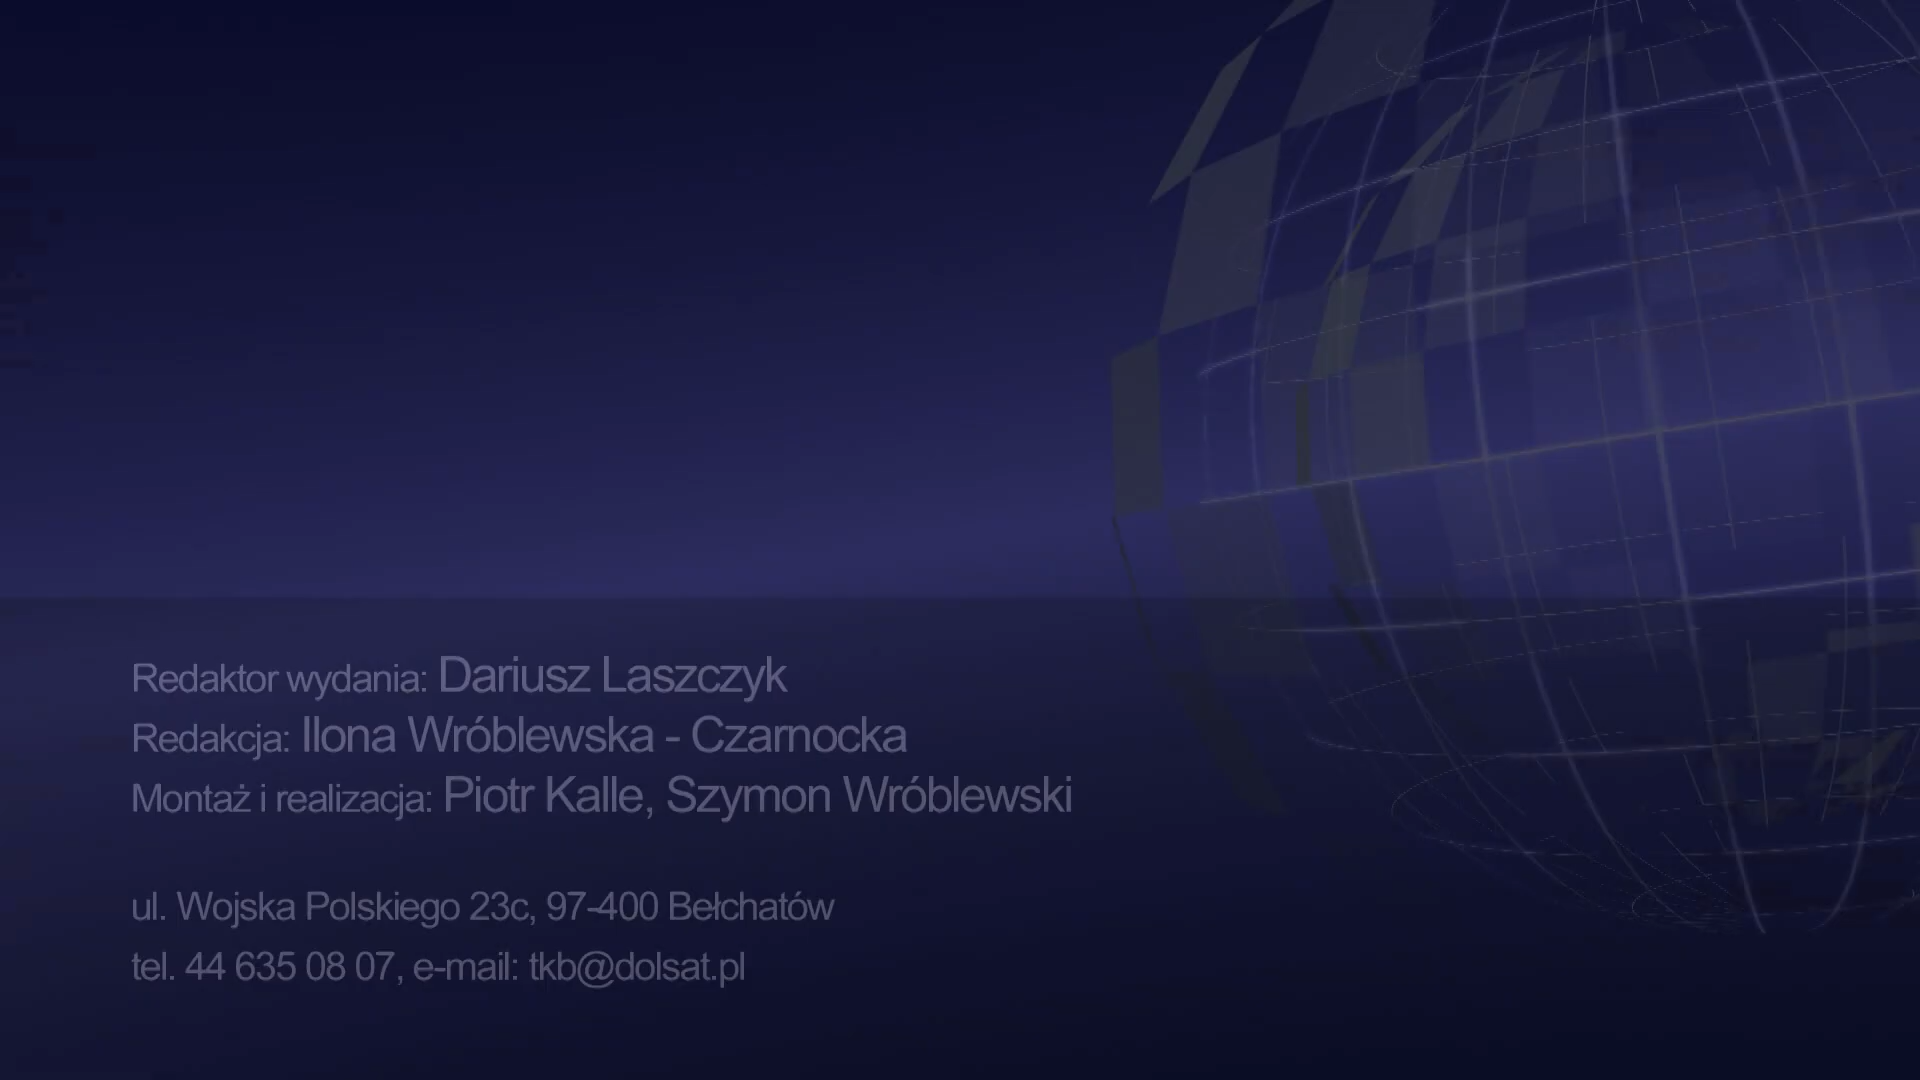 Redaktor wydania: Dariusz Laszczyk
Redakcja: Ilona Wróblewska - Czarnocka
Montaż i realizacja: Piotr Kalle, Szymon Wróblewski
ul. Wojska Polskiego 23c, 97-400 Bełchatów
tel. 44 635 08 07, e-mail: tkb@dolsat.pl